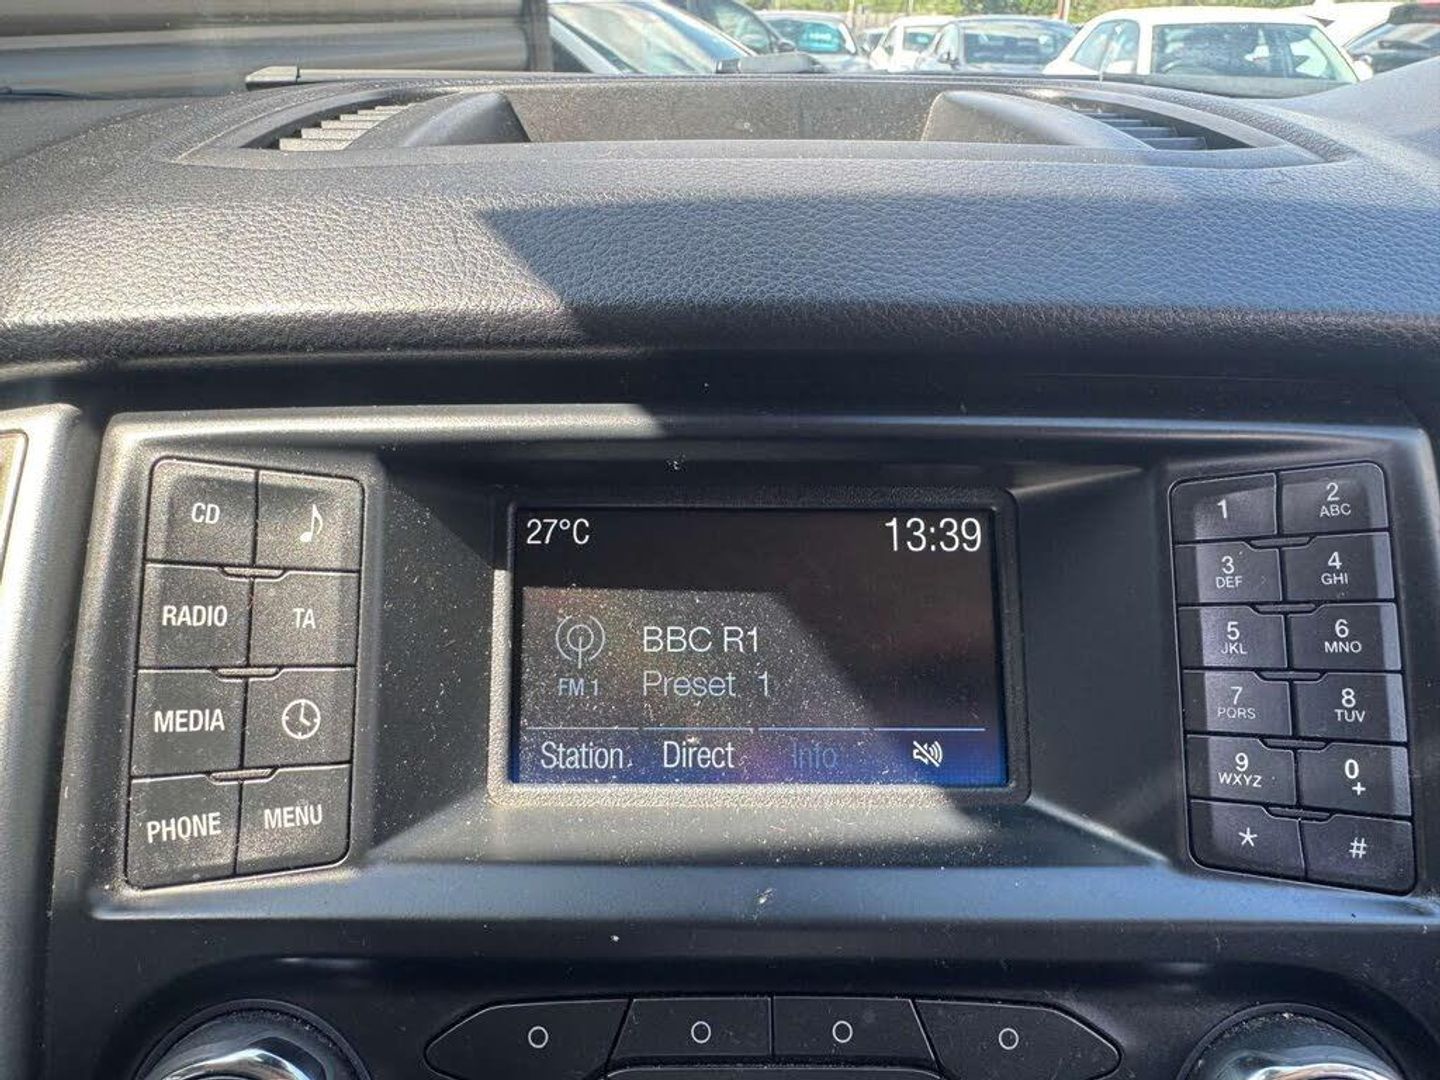 27°C 13:39
BBC R1
FM 1 Preset 1
Station Direct Info
CD
RADIO TA
MEDIA
PHONE MENU
1 2 ABC
3 DEF 4 GHI
5 JKL 6 MNO
7 PQRS 8 TUV
9 WXYZ 0 +
* #